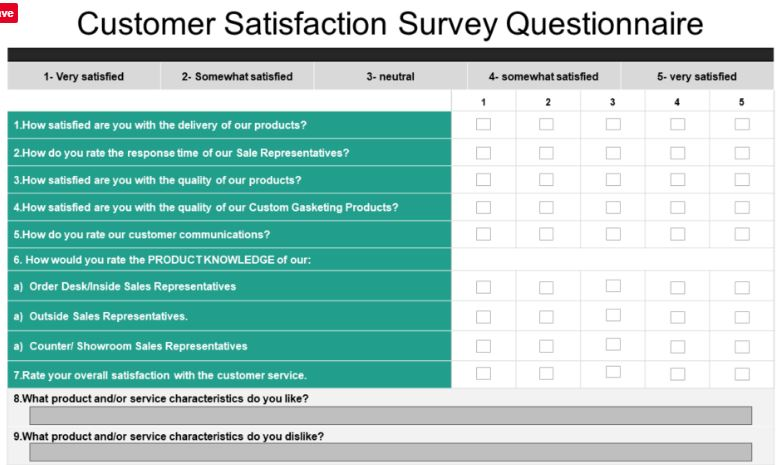 ve
Customer Satisfaction Survey Questionnaire
1- Very satisfied 2- Somewhat satisfied 3- neutral 4- somewhat satisfied 5- very satisfied
1 2 3 4 5
1.How satisfied are you with the delivery of our products?
2.How do you rate the response time of our Sale Representatives?
3.How satisfied are you with the quality of our products?
4.How satisfied are you with the quality of our Custom Gasketing Products?
5.How do you rate our customer communications?
6. How would you rate the PRODUCT KNOWLEDGE of our:
a) Order Desk/Inside Sales Representatives
a) Outside Sales Representatives.
a) Counter/ Showroom Sales Representatives
7.Rate your overall satisfaction with the customer service.
8.What product and/or service characteristics do you like?
9.What product and/or service characteristics do you dislike?